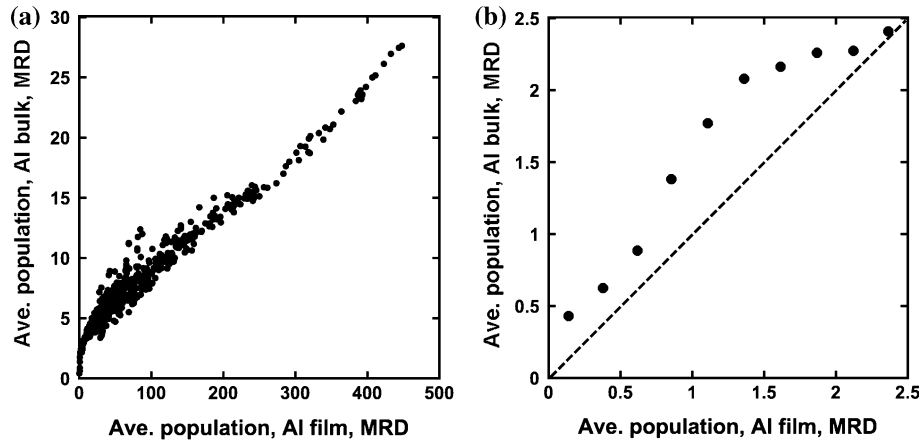 (a)
30
25
20
15
10
5
0
Ave. population, Al bulk, MRD
0 100 200 300 400 500
Ave. population, Al film, MRD
(b)
2.5
2
1.5
1
0.5
0
Ave. population, Al bulk, MRD
0 0.5 1 1.5 2 2.5
Ave. population, Al film, MRD